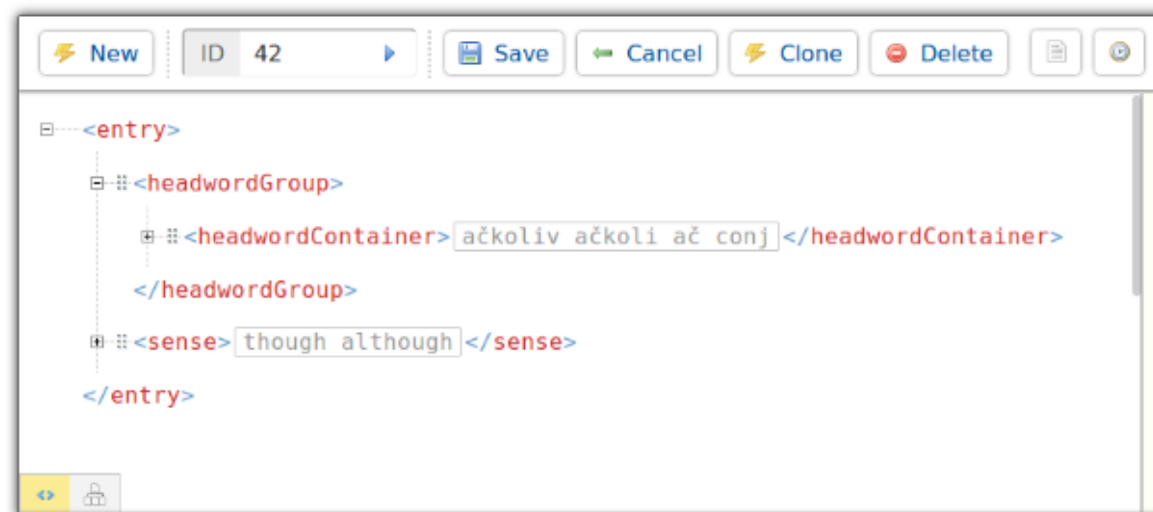 New ID 42 Save Cancel Clone Delete
<entry>
<headwordGroup>
<headwordContainer> ačkoliv ačkoli ač conj </headwordContainer>
</headwordGroup>
<sense> though although </sense>
</entry>
<>